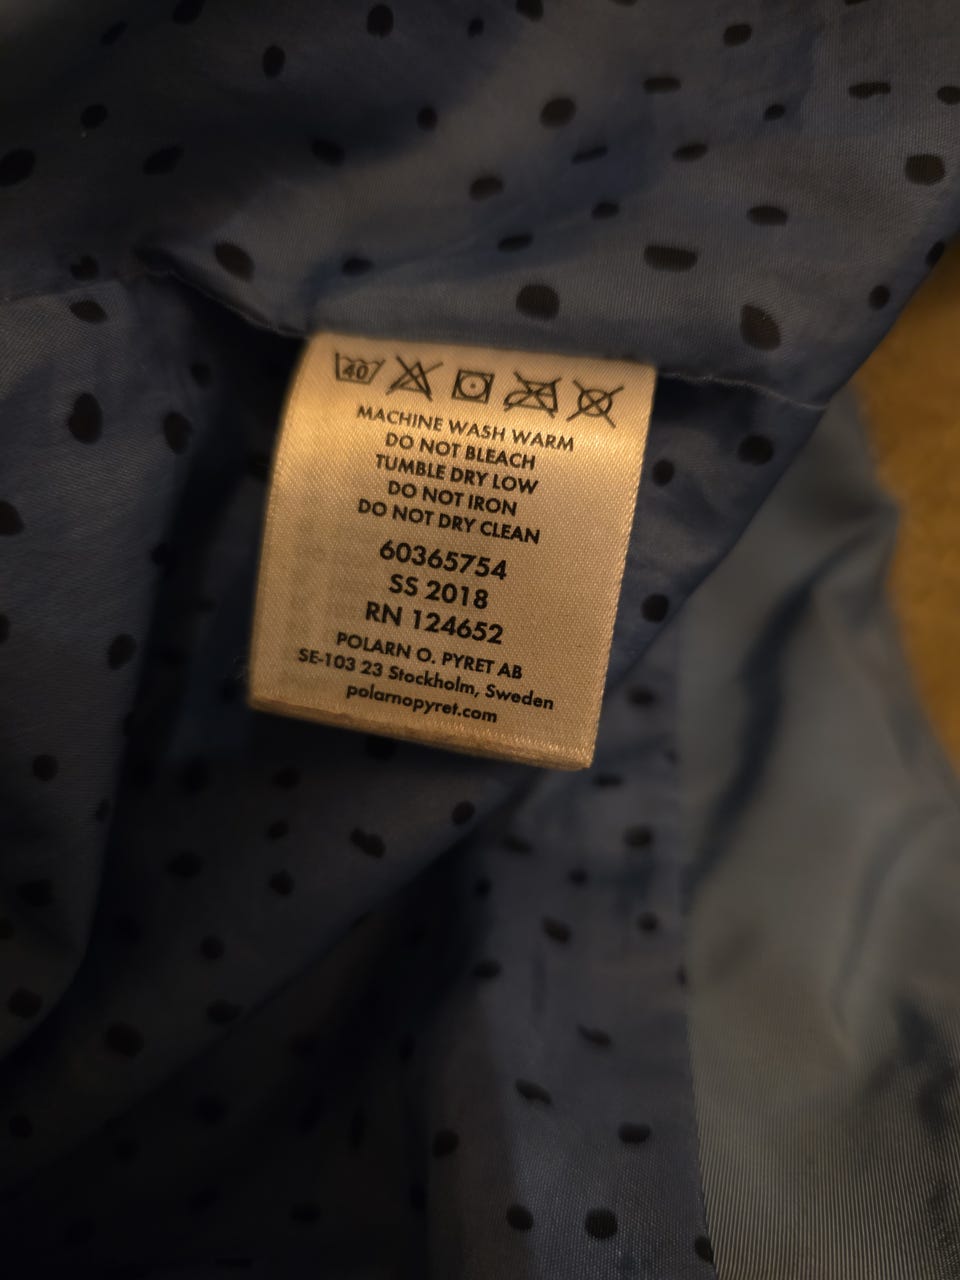 40
MACHINE WASH WARM
DO NOT BLEACH
TUMBLE DRY LOW
DO NOT IRON
DO NOT DRY CLEAN
60365754
SS 2018
RN 124652
POLARN O. PYRET AB
SE-103 23 Stockholm, Sweden
polarnopyret.com